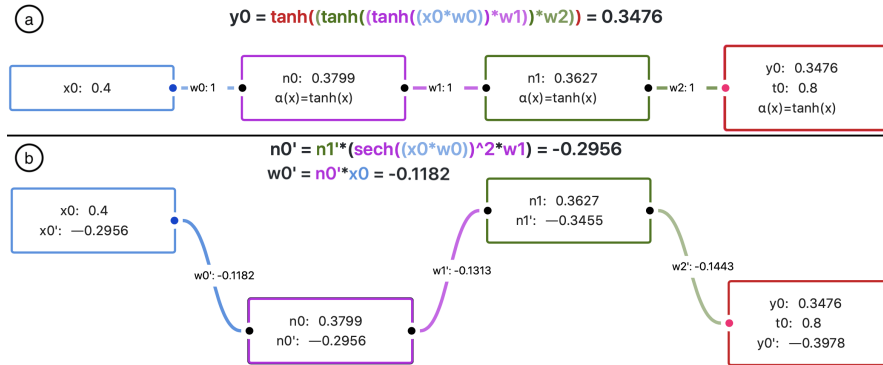 a
y0 = tanh((tanh((tanh((x0*w0))*w1))*w2)) = 0.3476
x0: 0.4
w0: 1
n0: 0.3799
α(x)=tanh(x)
w1: 1
n1: 0.3627
α(x)=tanh(x)
w2: 1
y0: 0.3476
t0: 0.8
α(x)=tanh(x)
b
n0' = n1'*(sech((x0*w0))^2*w1) = -0.2956
w0' = n0'*x0 = -0.1182
x0: 0.4
x0': —0.2956
w0': -0.1182
n0: 0.3799
n0': —0.2956
w1': -0.1313
n1: 0.3627
n1': —0.3455
w2': -0.1443
y0: 0.3476
t0: 0.8
y0': —0.3978